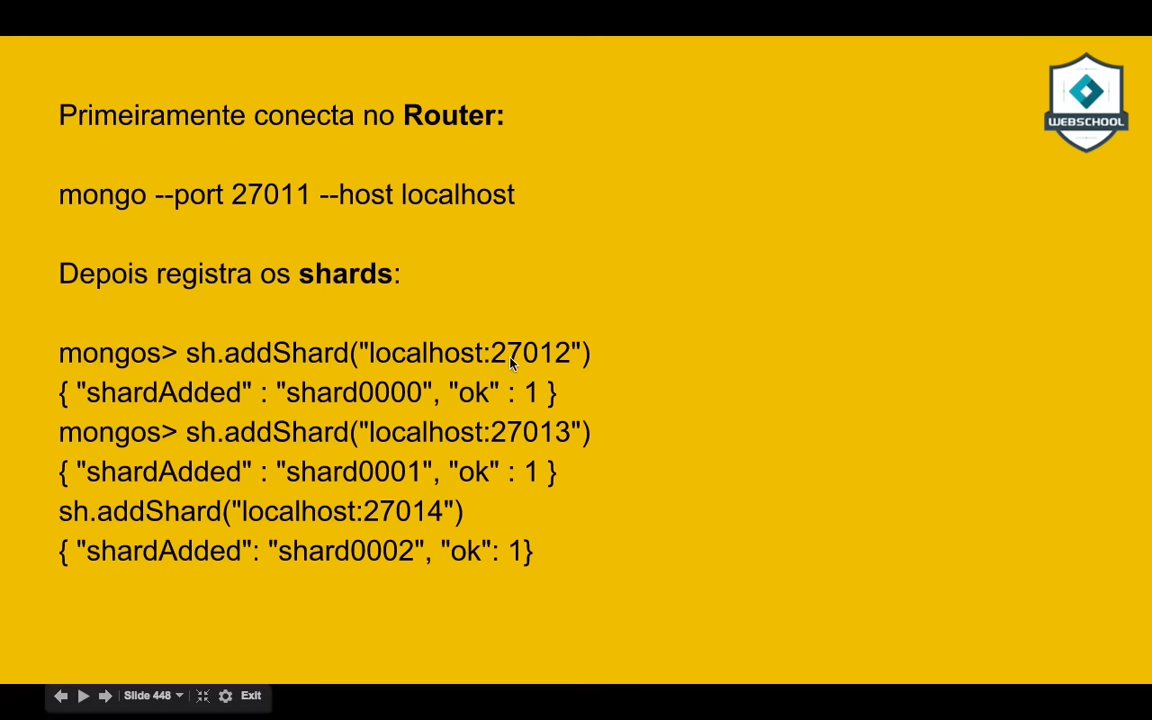 WEBSCHOOL
Primeiramente conecta no Router:
mongo --port 27011 --host localhost
Depois registra os shards:
mongos> sh.addShard("localhost:27012")
{ "shardAdded" : "shard0000", "ok" : 1 }
mongos> sh.addShard("localhost:27013")
{ "shardAdded" : "shard0001", "ok" : 1 }
sh.addShard("localhost:27014")
{ "shardAdded": "shard0002", "ok": 1}
Slide 448 Exit